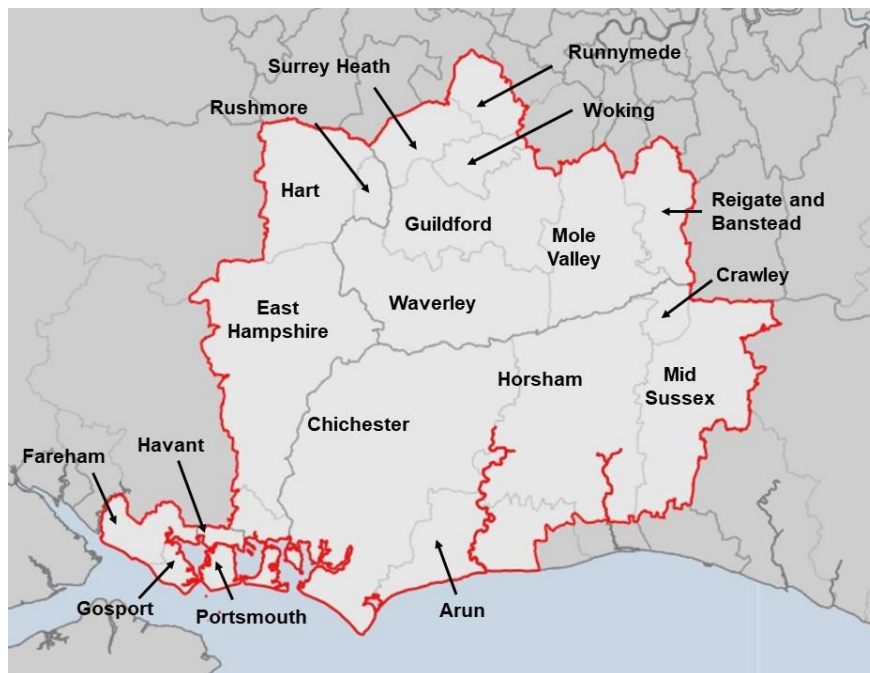 Runnymede
Surrey Heath
Rushmore
Woking
Hart
Guildford
Reigate and
Banstead
Mole
Valley
Crawley
East
Hampshire
Waverley
Horsham
Mid
Sussex
Chichester
Havant
Fareham
Gosport
Portsmouth
Arun